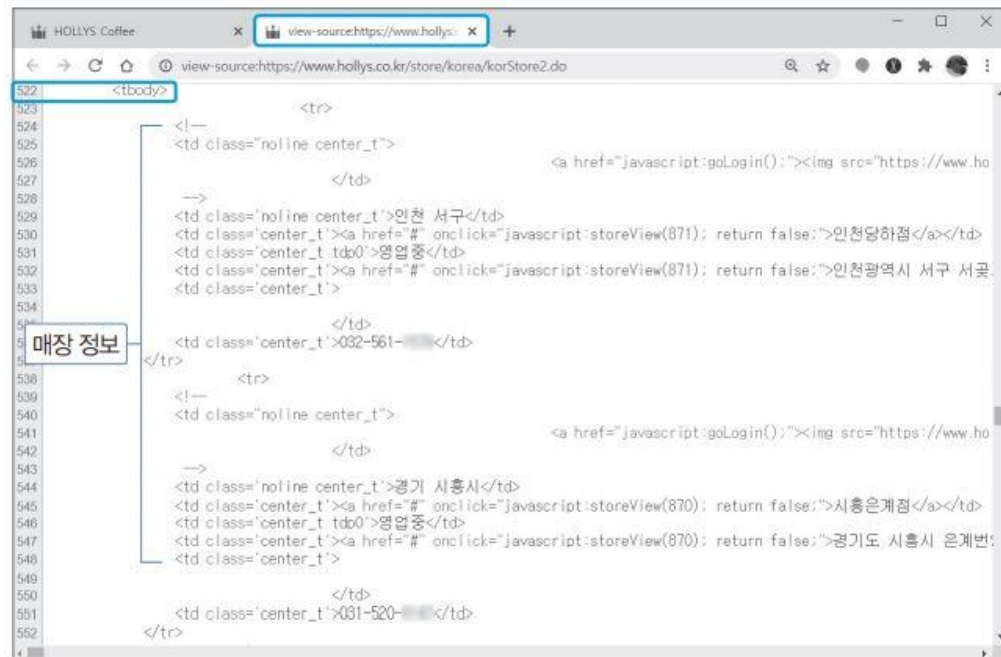 HOLLYS Coffee
view-source:https://www.hollys
view-source:https://www.hollys.co.kr/store/korea/korStore2.do
522 <tbody>
523 <tr>
524 <!--
525 <td class="noline center_t">
526 <a href="javascript:goLogin();"><img src="https://www.ho
527 </td>
528 -->
529 <td class='noline center_t'>인천 서구</td>
530 <td class='center_t'><a href="#" onclick="javascript:storeView(871); return false;">인천당하점</a></td>
531 <td class='center_t tdp0'>영업중</td>
532 <td class='center_t'><a href="#" onclick="javascript:storeView(871); return false;">인천광역시 서구 서곶
533 <td class='center_t'>
534
</td>
매장 정보
<td class='center_t'>032-561- </td>
</tr>
538 <tr>
539 <!--
540 <td class="noline center_t">
541 <a href="javascript:goLogin();"><img src="https://www.ho
542 </td>
543 -->
544 <td class='noline center_t'>경기 시흥시</td>
545 <td class='center_t'><a href="#" onclick="javascript:storeView(870); return false;">시흥은계점</a></td>
546 <td class='center_t tdp0'>영업중</td>
547 <td class='center_t'><a href="#" onclick="javascript:storeView(870); return false;">경기도 시흥시 은계번
548 <td class='center_t'>
549
550 </td>
551 <td class='center_t'>031-520- </td>
552 </tr>